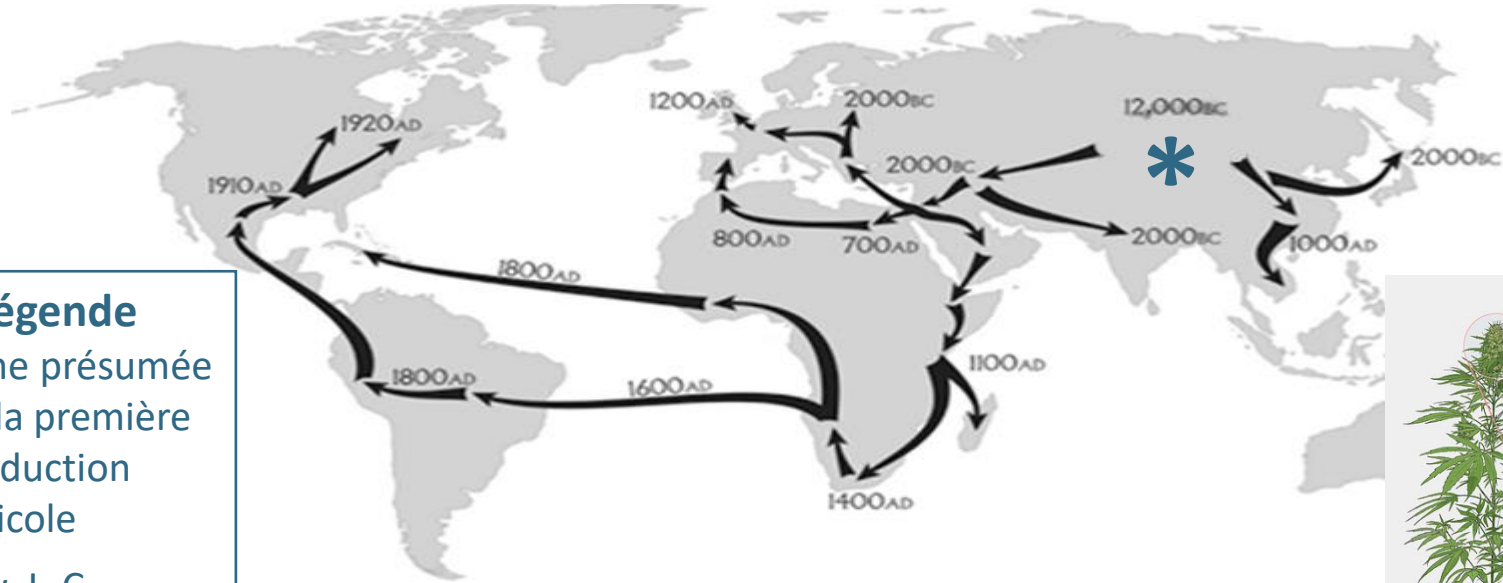 1920AD
1200AD
2000BC
12,000BC
2000BC
1910AD
2000BC
800AD
700AD
2000BC
1000AD
1800AD
égende
ne présumée
la première
duction
icole
1800AD
1600AD
1100AD
1400AD